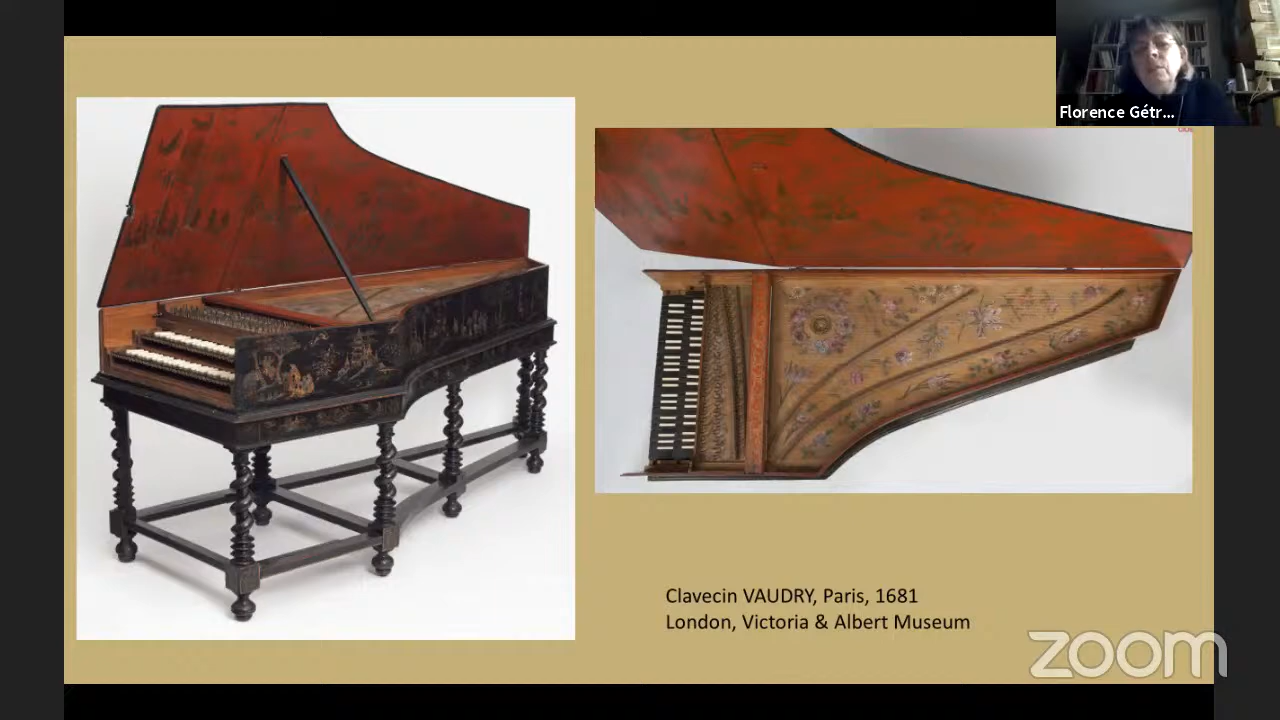 Florence Gétr...
Clavecin VAUDRY, Paris, 1681
London, Victoria & Albert Museum
zoom